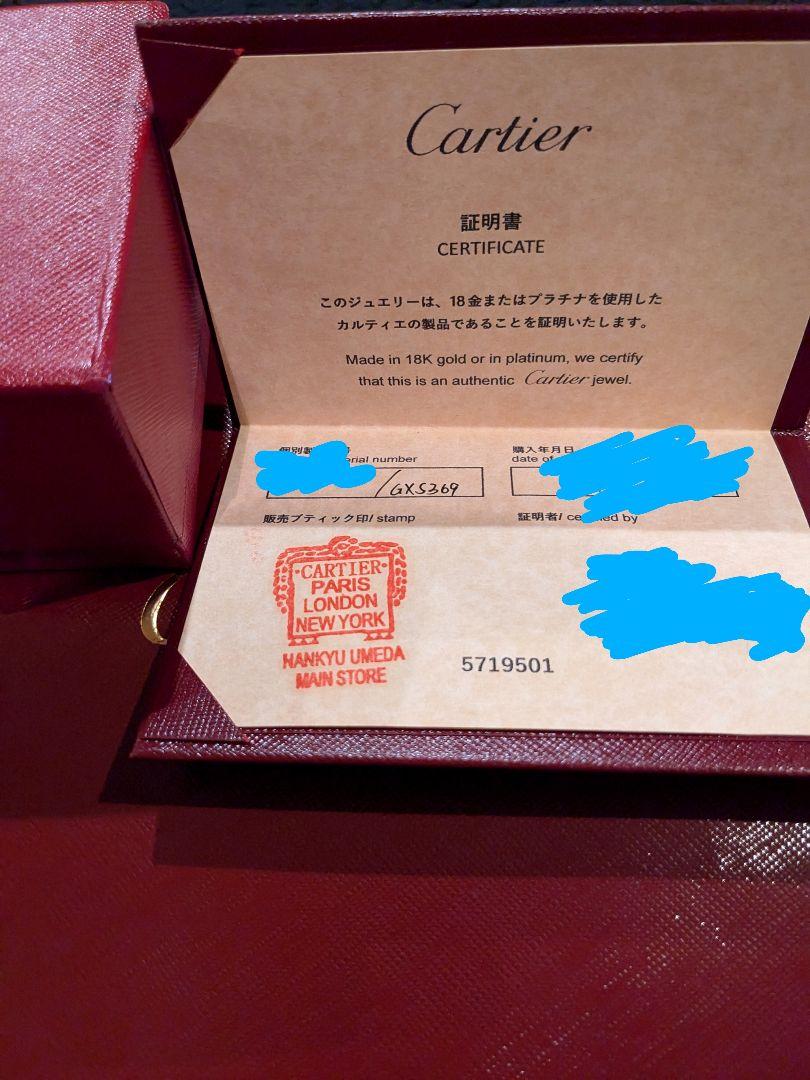 Cartier
証明書
CERTIFICATE
このジュエリーは、18金またはプラチナを使用した
カルティエの製品であることを証明いたします。
Made in 18K gold or in platinum, we certify
that this is an authentic Cartier jewel.
number
/GXS369
購入年月日
date
販売ブティック印/ stamp
証明者/ by
CARTIER
PARIS
LONDON
NEW YORK
HANKYU UMEDA
MAIN STORE
5719501